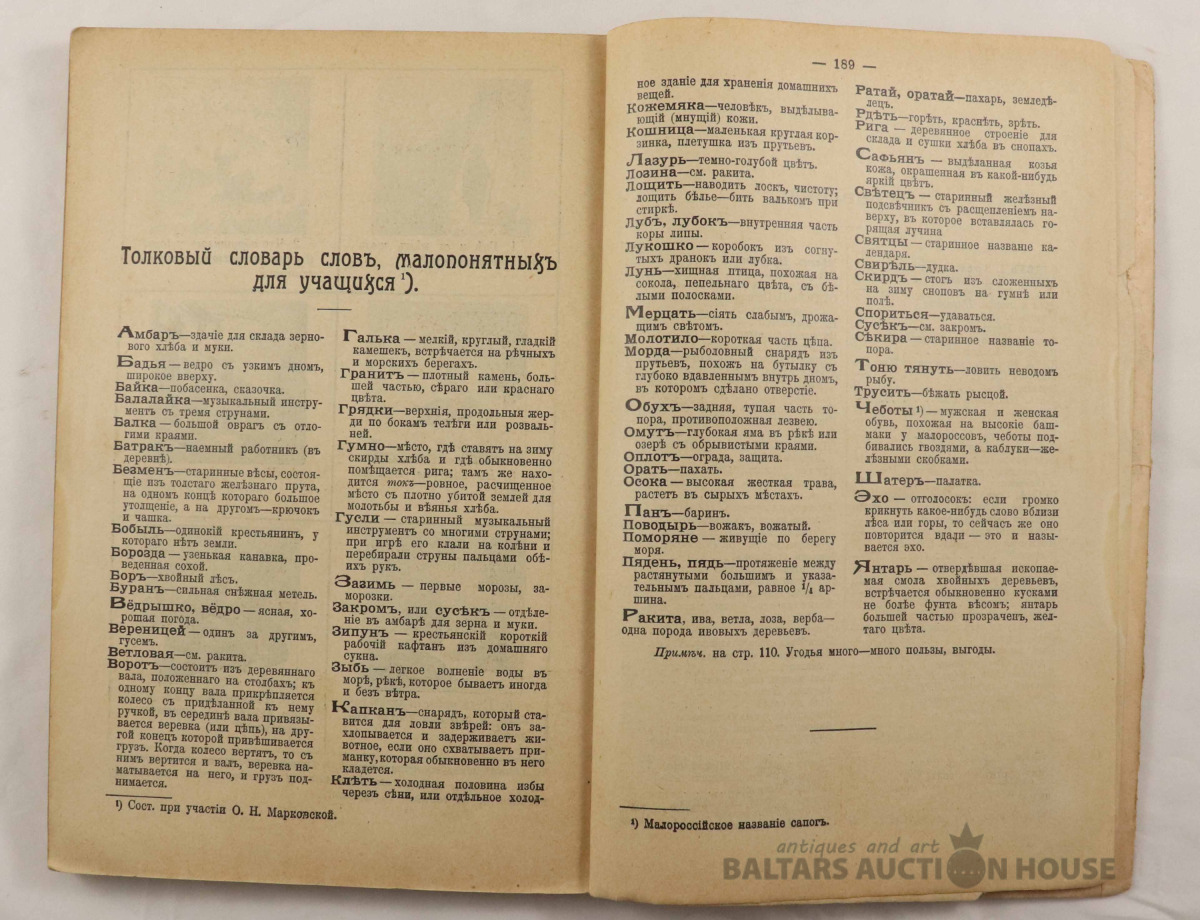 Толковый словарь словъ, малопонятныхъ
для учащихся ¹).
Амбаръ—зданіе для склада зерно-
вого хлѣба и муки.
Бадья — ведро съ узкимъ дномъ,
широкое вверху.
Байка—побасенка, сказочка.
Балалайка—музыкальный инстру-
ментъ съ тремя струнами.
Балка — большой оврагъ съ отло-
гими краями.
Батракъ—наемный работникъ (въ
деревнѣ).
Безменъ—старинные вѣсы, состоя-
щіе изъ толстаго желѣзнаго прута,
на одномъ концѣ котораго большое
утолщеніе, а на другомъ—крючокъ
и чашка.
Бобыль—одинокій крестьянинъ, у
котораго нѣтъ земли.
Борозда — узенькая канавка, про-
веденная сохой.
Боръ—хвойный лѣсъ.
Буранъ—сильная снѣжная метель.
Вёдрышко, вёдро — ясная, хо-
рошая погода.
Вереницей — одинъ за другимъ,
гусемъ.
Ветловая—см. ракита.
Воротъ—состоитъ изъ деревяннаго
вала, положеннаго на столбахъ; къ
одному концу вала прикрѣпляется
колесо съ придѣланной къ нему
ручкой, въ серединѣ вала привязы-
вается веревка (или цѣпь), на дру-
гой конецъ которой привѣшивается
грузъ. Когда колесо вертятъ, то съ
нимъ вертится и валъ, веревка на-
матывается на него, и грузъ под-
нимается.
¹) Сост. при участіи О. Н. Марковской.
Галька — мелкій, круглый, гладкій
камешекъ, встрѣчается на рѣчныхъ
и морскихъ берегахъ.
Гранитъ — плотный камень, боль-
шей частью, сѣраго или краснаго
цвѣта.
Грядки—верхнія, продольныя жер-
ди по бокамъ телѣги или розваль-
ней.
Гумно—мѣсто, гдѣ ставятъ на зиму
скирды хлѣба и гдѣ обыкновенно
помѣщается рига; тамъ же нахо-
дится токъ—ровное, расчищенное
мѣсто съ плотно убитой землей для
молотьбы и вѣянья хлѣба.
Гусли — старинный музыкальный
инструментъ со многими струнами;
при игрѣ его клали на колѣни и
перебирали струны пальцами обѣ-
ихъ рукъ.
Зазимь — первые морозы, за-
морозки.
Закромъ, или сусѣкъ — отдѣле-
ніе въ амбарѣ для зерна и муки.
Зипунъ — крестьянскій короткій
рабочій кафтанъ изъ домашняго
сукна.
Зыбь — легкое волненіе воды въ
морѣ, рѣкѣ, которое бываетъ иногда
и безъ вѣтра.
Капканъ—снарядъ, который ста-
вится для ловли звѣрей: онъ за-
хлопывается и задерживаетъ жи-
вотное, если оно схватываетъ при-
манку, которая обыкновенно въ него
кладется.
Клѣть — холодная половина избы
черезъ сѣни, или отдѣльное холод-
— 189 —
ное зданіе для храненія домашнихъ
вещей.
Кожемяка—человѣкъ, выдѣлываю-
ющій (мнущій) кожи.
Кошница—маленькая круглая кор-
зинка, плетушка изъ прутьевъ.
Лазурь—темно-голубой цвѣтъ.
Лозина—см. ракита.
Лощить—наводить лоскъ, чистоту;
лощить бѣлье—бить валькомъ при
стиркѣ.
Лубъ, лубокъ—внутренняя часть
коры липы.
Лукошко — коробокъ изъ согну-
тыхъ дранокъ или лубка.
Лунь—хищная птица, похожая на
сокола, пепельнаго цвѣта, съ бѣ-
лыми полосками.
Мерцать—сіять слабымъ, дрожа-
щимъ свѣтомъ.
Молотило—короткая часть цѣпа.
Морда—рыболовный снарядъ изъ
прутьевъ, похожъ на бутылку съ
глубоко вдавленнымъ внутрь дномъ,
въ которомъ сдѣлано отверстіе.
Обухъ—задняя, тупая часть то-
пора, противоположная лезвею.
Омутъ—глубокая яма въ рѣкѣ или
озерѣ съ обрывистыми краями.
Оплотъ—ограда, защита.
Орать—пахать.
Осока — высокая жесткая трава,
растетъ въ сырыхъ мѣстахъ.
Панъ—баринъ.
Поводырь—вожакъ, вожатый.
Поморяне — живущіе по берегу
моря.
Пядень, пядь—протяженіе между
растянутыми большимъ и указа-
тельнымъ пальцами, равное ¹/₄ ар-
шина.
Ракита, ива, ветла, лоза, верба—
одна порода ивовыхъ деревьевъ.
Ратай, оратай—пахарь, земледѣ-
лецъ.
Рдѣть—горѣть, краснѣть, зрѣть.
Рига — деревянное строеніе для
склада и сушки хлѣба въ снопахъ.
Сафьянъ — выдѣланная козья
кожа, окрашенная въ какой-нибудь
яркій цвѣтъ.
Свѣтецъ — старинный желѣзный
подсвѣчникъ съ расщепленіемъ на-
верху, въ которое вставлялась го-
рящая лучина
Святцы — старинное названіе ка-
лендаря.
Свирѣль—дудка.
Скирдъ — стогъ изъ сложенныхъ
на зиму сноповъ на гумнѣ или
полѣ.
Спориться—удаваться.
Сусѣкъ—см. закромъ.
Сѣкира — старинное названіе то-
пора.
Тоню тянуть—ловить неводомъ
рыбу.
Трусить—бѣжать рысцой.
Чеботы ¹) — мужская и женская
обувь, похожая на высокіе баш-
маки у малороссовъ, чеботы под-
бивались гвоздями, а каблуки—же-
лѣзными скобками.
Шатеръ—палатка.
Эхо — отголосокъ: если громко
крикнуть какое-нибудь слово вблизи
лѣса или горы, то сейчасъ же оно
повторится вдали — это и назы-
вается эхо.
Янтарь — отвердѣвшая ископае-
мая смола хвойныхъ деревьевъ,
встрѣчается обыкновенно кусками
не болѣе фунта вѣсомъ; янтарь
большей частью прозраченъ, жел-
таго цвѣта.
Примѣч. на стр. 110. Угодья много—много пользы, выгоды.
¹) Малороссійское названіе сапогъ.
antiques and art
BALTARS AUCTION HOUSE